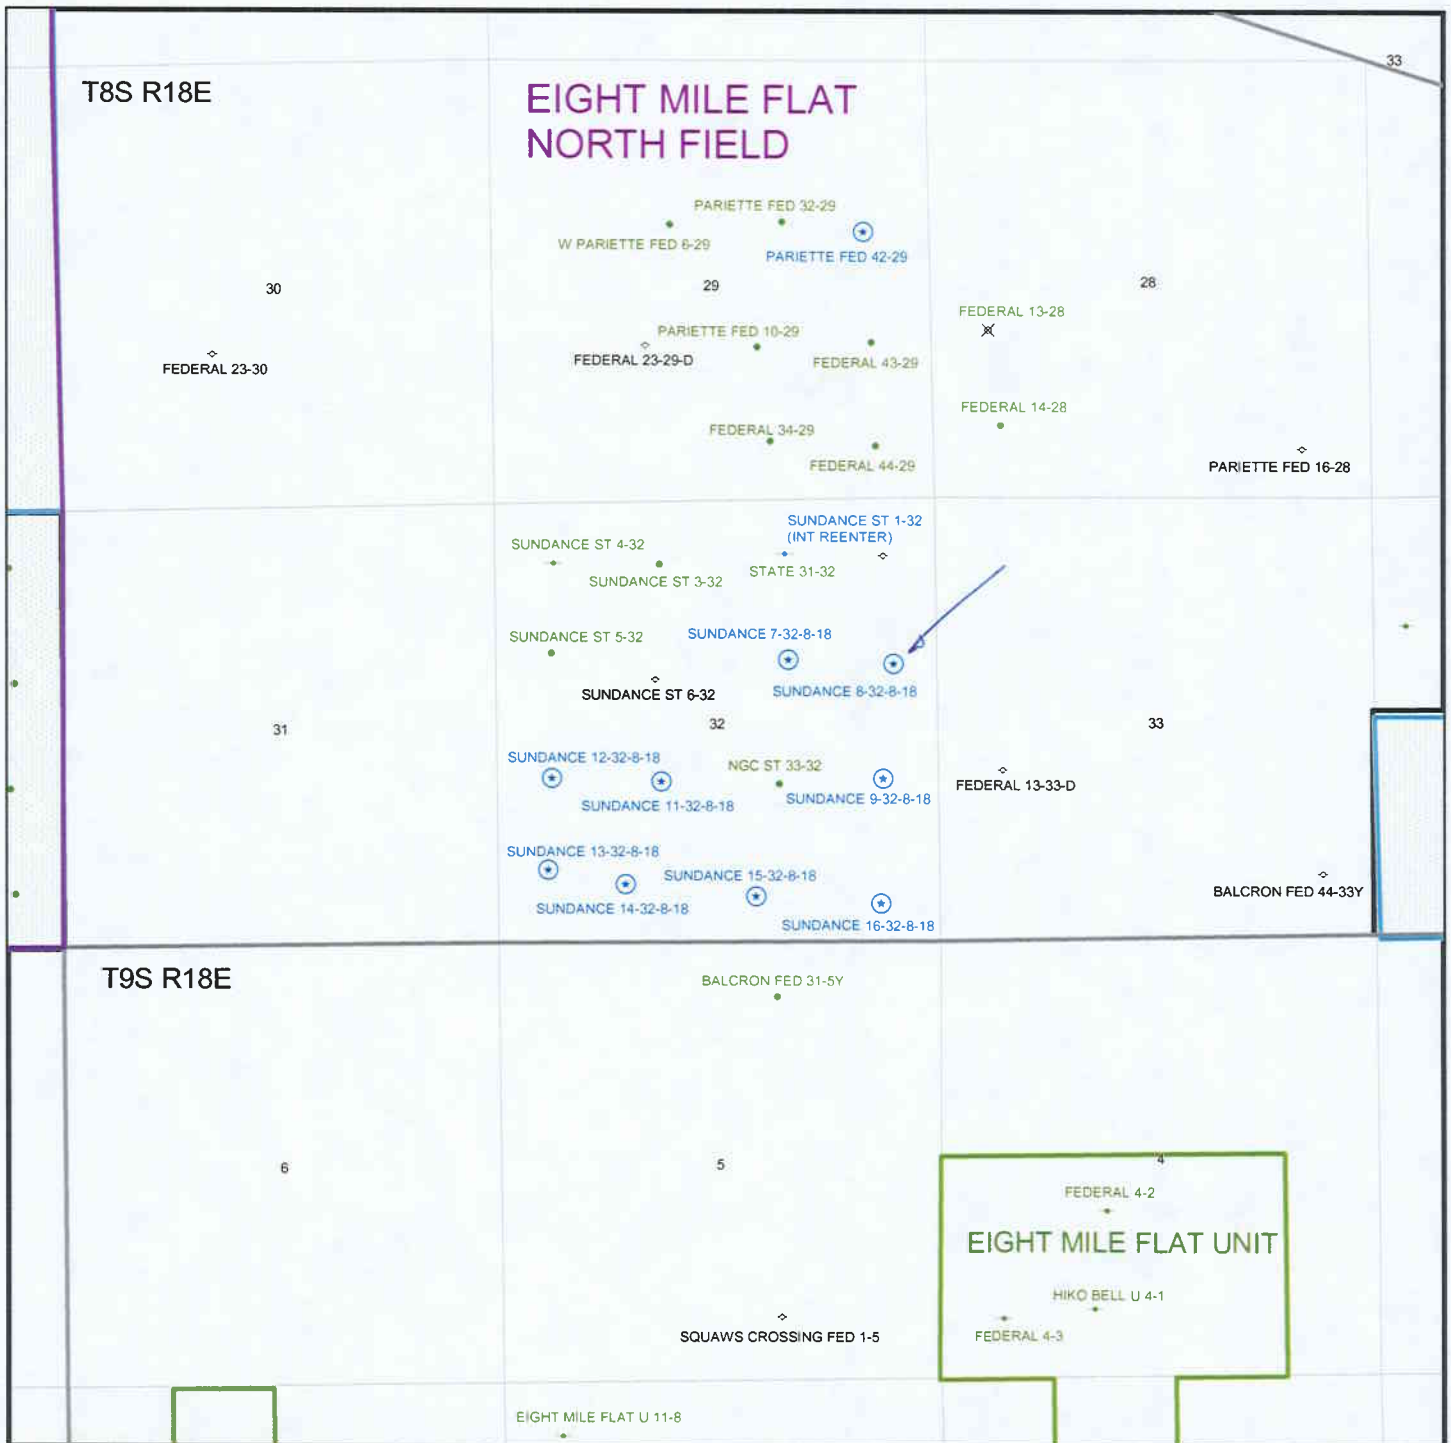 33
T8S R18E
EIGHT MILE FLAT
NORTH FIELD
PARIETTE FED 32-29
W PARIETTE FED 6-29
PARIETTE FED 42-29
30
29
28
FEDERAL 13-28
PARIETTE FED 10-29
FEDERAL 23-29-D
FEDERAL 43-29
FEDERAL 23-30
FEDERAL 14-28
FEDERAL 34-29
FEDERAL 44-29
PARIETTE FED 16-28
SUNDANCE ST 1-32
(INT REENTER)
SUNDANCE ST 4-32
SUNDANCE ST 3-32
STATE 31-32
SUNDANCE ST 5-32
SUNDANCE 7-32-8-18
SUNDANCE ST 6-32
SUNDANCE 8-32-8-18
31
32
33
SUNDANCE 12-32-8-18
NGC ST 33-32
SUNDANCE 11-32-8-18
SUNDANCE 9-32-8-18
FEDERAL 13-33-D
SUNDANCE 13-32-8-18
SUNDANCE 15-32-8-18
SUNDANCE 14-32-8-18
SUNDANCE 16-32-8-18
BALCRON FED 44-33Y
T9S R18E
BALCRON FED 31-5Y
6
5
4
FEDERAL 4-2
EIGHT MILE FLAT UNIT
HIKO BELL U 4-1
SQUAWS CROSSING FED 1-5
FEDERAL 4-3
EIGHT MILE FLAT U 11-8